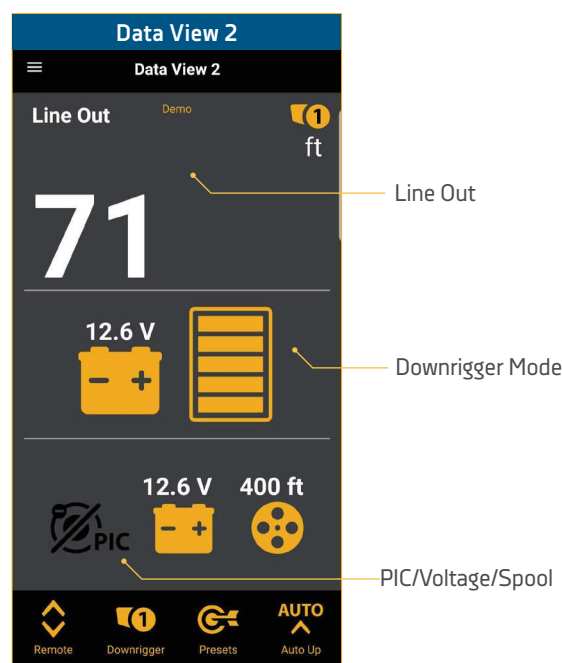 Data View 2
Data View 2
Line Out
Demo
1
ft
71
Line Out
12.6 V
Downrigger Mode
12.6 V
400 ft
PIC
PIC/Voltage/Spool
1
AUTO
Remote
Downrigger
Presets
Auto Up